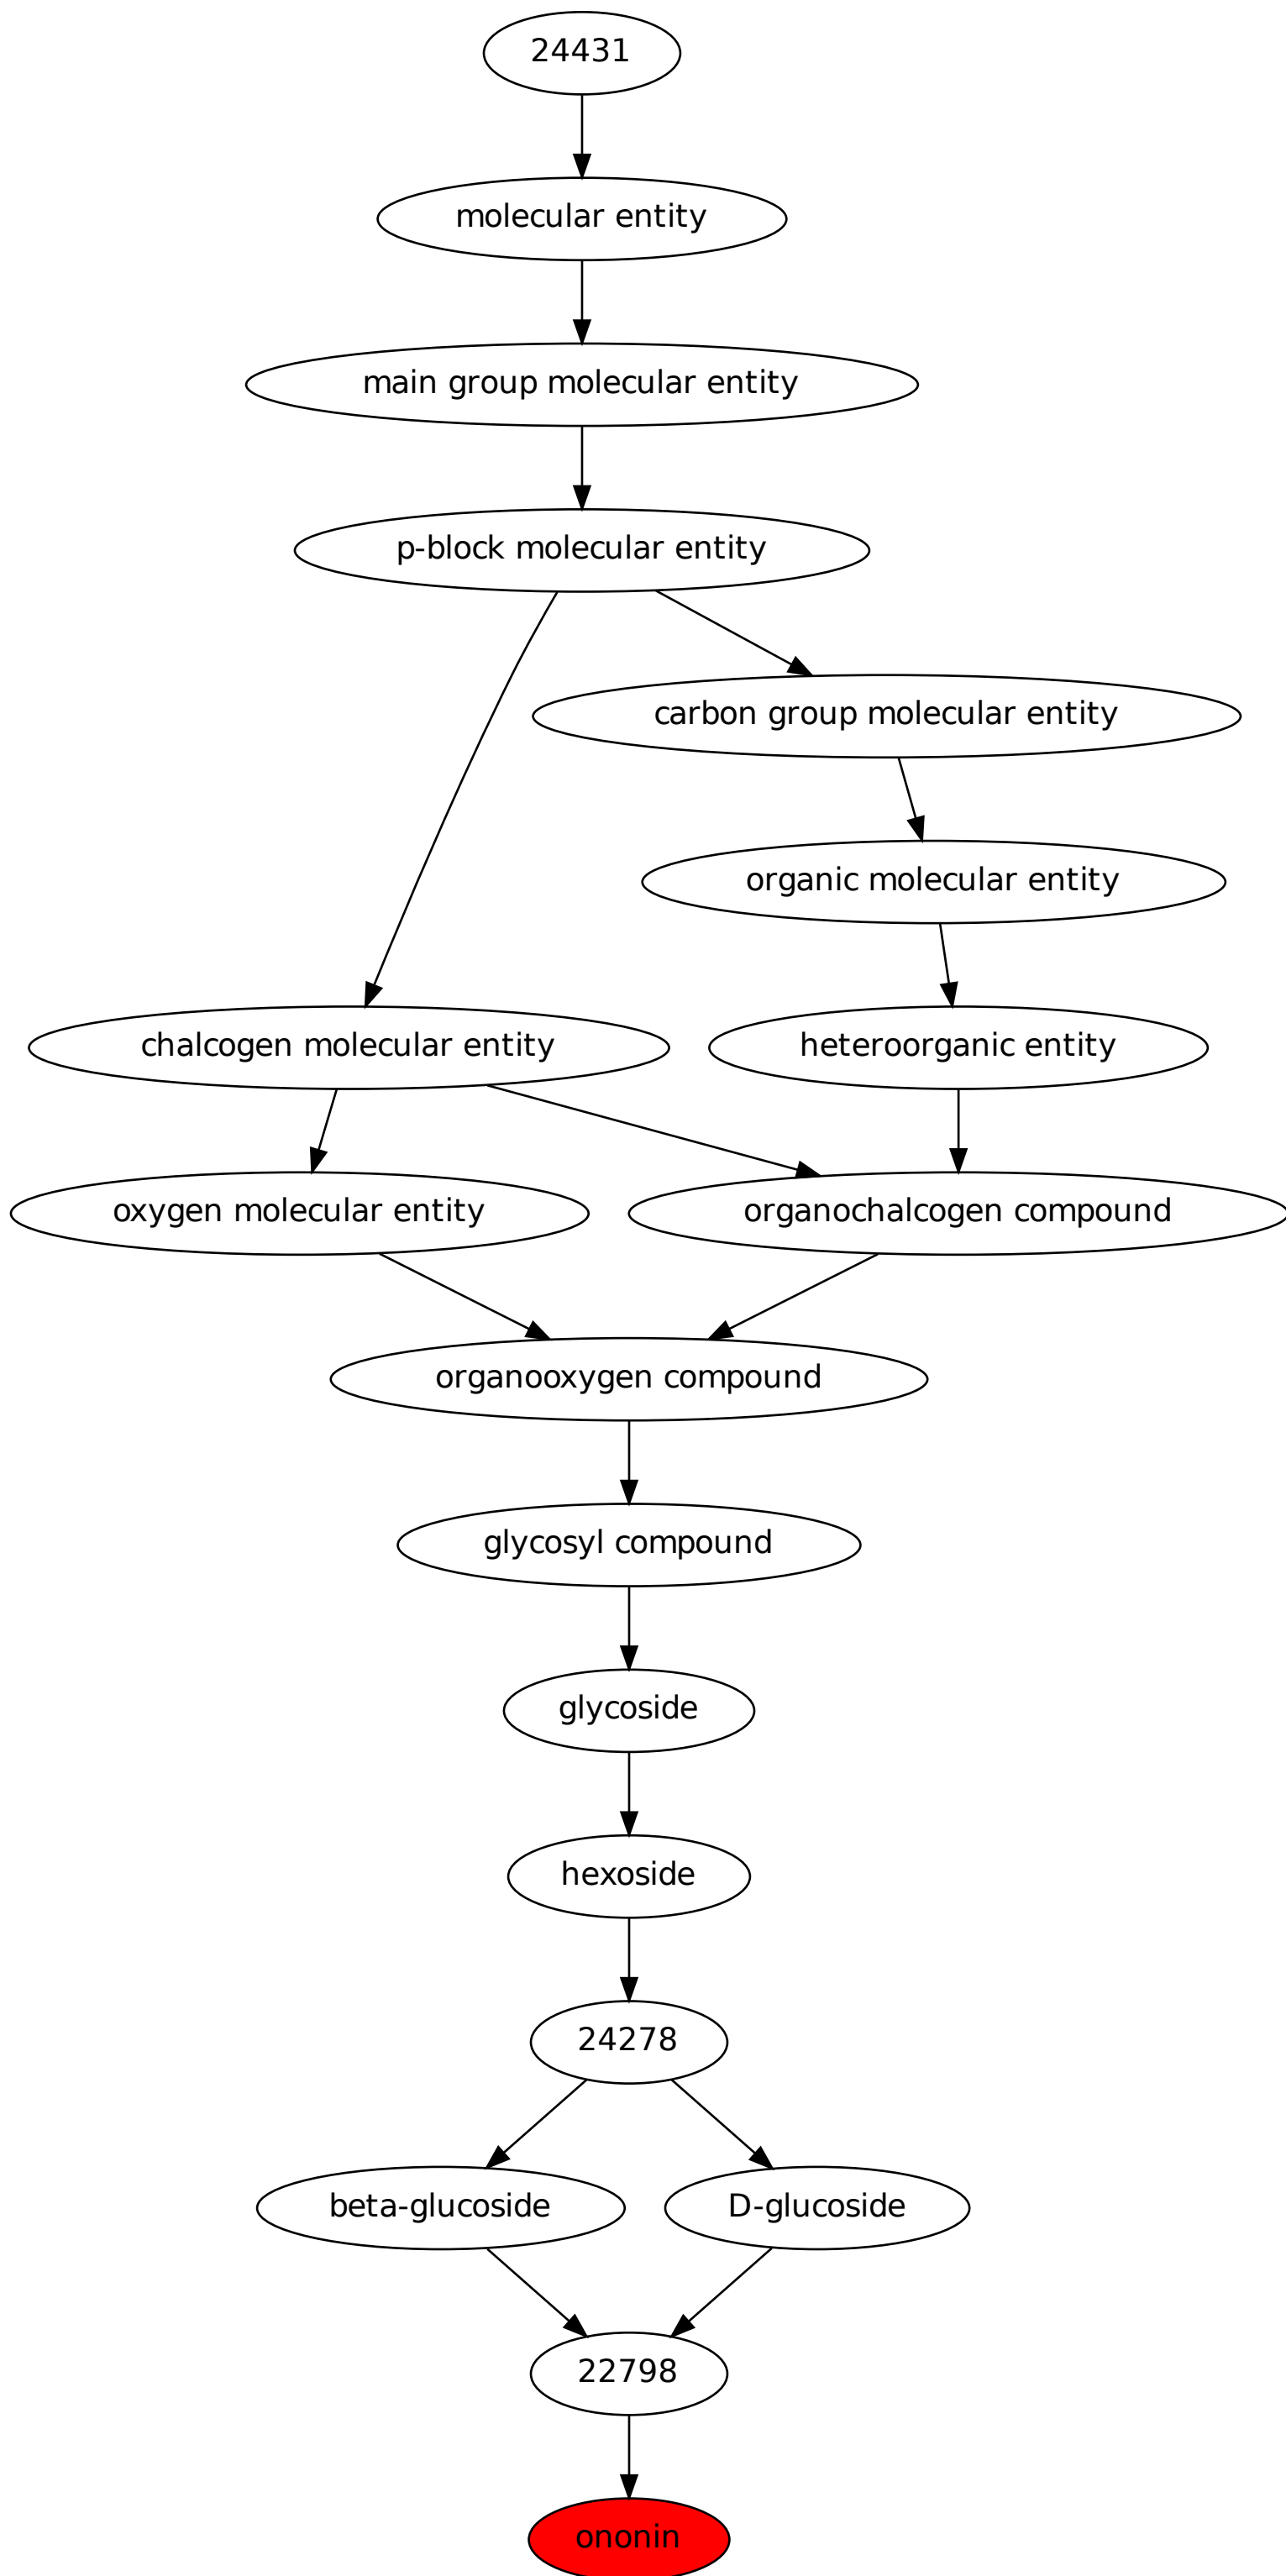 24431
molecular entity
main group molecular entity
p-block molecular entity
carbon group molecular entity
organic molecular entity
chalcogen molecular entity
heteroorganic entity
oxygen molecular entity
organochalcogen compound
organooxygen compound
glycosyl compound
glycoside
hexoside
24278
beta-glucoside
D-glucoside
22798
ononin